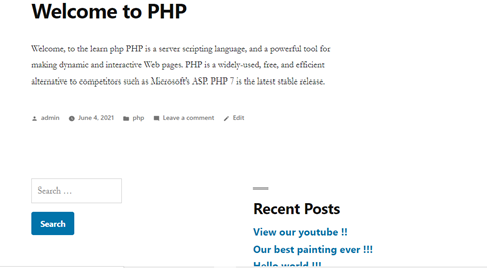 Welcome to PHP
Welcome, to the learn php PHP is a server scripting language, and a powerful tool for
making dynamic and interactive Web pages. PHP is a widely-used, free, and efficient
alternative to competitors such as Microsoft's ASP. PHP 7 is the latest stable release.
admin June 4, 2021 php Leave a comment Edit
Search …
Search
Recent Posts
View our youtube !!
Our best painting ever !!!
Hello world !!!